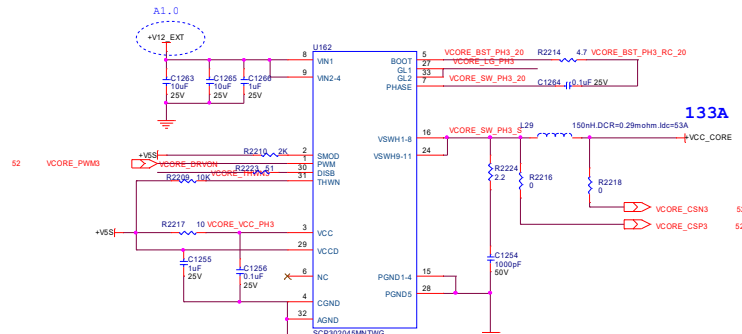 A1.0
+V12_EXT
U162
8
VIN1
9
VIN2-4
BOOT
5
GL1
27
GL2
33
PHASE
7
VCORE_BST_PH3_20
VCORE_LG_PH3
VCORE_SW_PH3_20
R2214
4.7
VCORE_BST_PH3_RC_20
C1264
0.1uF 25V
C1263
10uF
25V
C1265
10uF
25V
C1266
1uF
25V
133A
L29
150nH.DCR=0.29mohm.Idc=53A
+VCC_CORE
VSWH1-8
16
VCORE_SW_PH3_S
VSWH9-11
24
+V5S
R2210
2K
2
SMOD
52
VCORE_PWM3
1
PWM
VCORE_DRVON
R2223
51
30
DISB
R2209
10K
31
THWN
R2224
2.2
R2216
0
R2218
0
VCORE_CSN3
VCORE_CSP3
+V5S
R2217
10
VCORE_VCC_PH3
3
VCC
29
VCCD
C1255
1uF
25V
C1256
0.1uF
25V
6
NC
4
CGND
32
AGND
C1254
1000pF
50V
PGND1-4
15
PGND5
28
SCP302045MNTWG